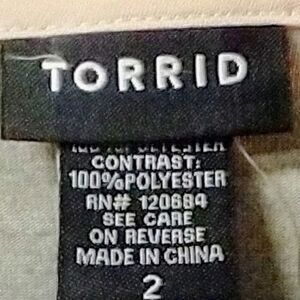 TORRID
CONTRAST:
100%POLYESTER
RN# 120684
SEE CARE
ON REVERSE
MADE IN CHINA
2